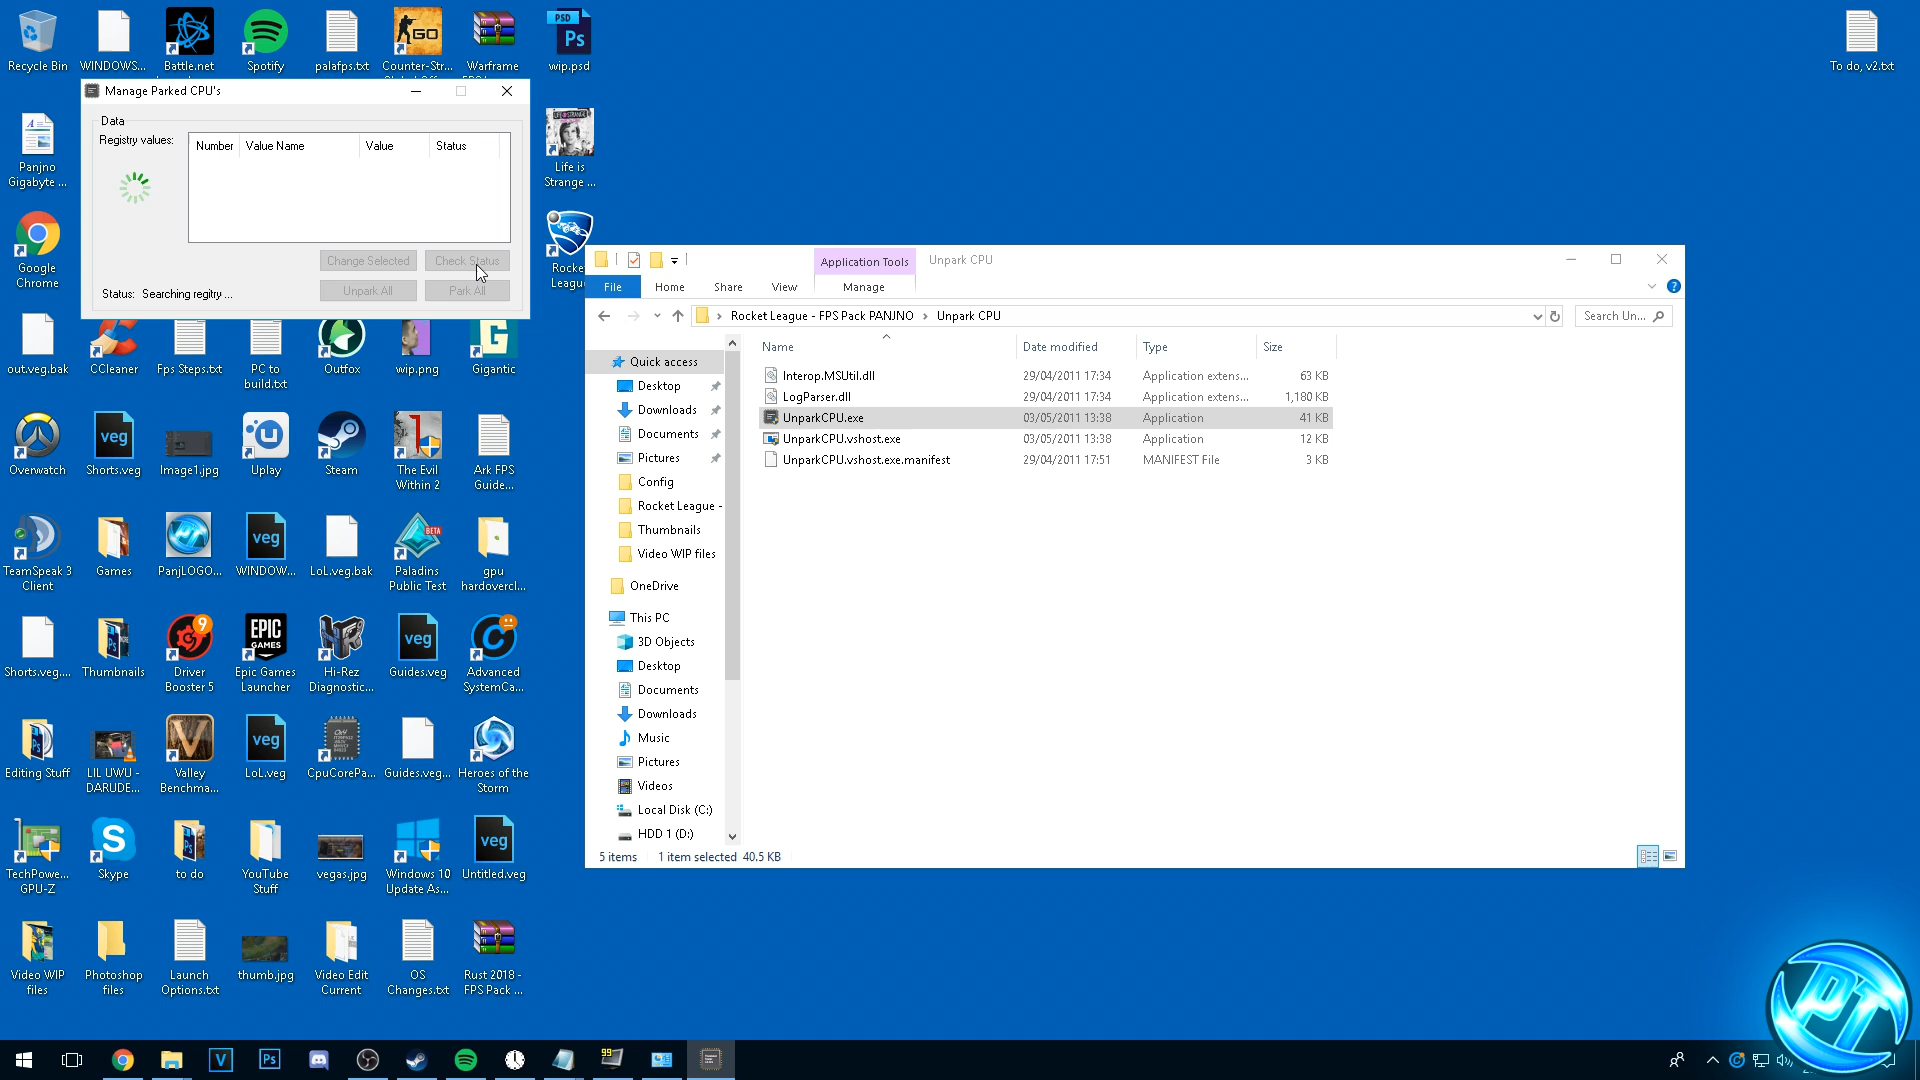 Recycle Bin
WINDOWS...
Battle.net
Spotify
palafps.txt
Counter-Str...
Warframe
wip.psd
To do, v2.txt
Manage Parked CPU's
Data
Registry values:
Number
Value Name
Value
Status
Change Selected
Check Status
Unpark All
Park All
Status: Searching regitry ...
Panjno
Gigabyte ...
Life is
Strange ...
Google
Chrome
out.veg.bak
CCleaner
Fps Steps.txt
PC to
build.txt
Outfox
wip.png
Gigantic
Overwatch
Shorts.veg
Image1.jpg
Uplay
Steam
The Evil
Within 2
Ark FPS
Guide...
TeamSpeak 3
Client
Games
PanjLOGO...
WINDOW...
LoL.veg.bak
Paladins
Public Test
gpu
hardovercl...
Shorts.veg....
Thumbnails
Driver
Booster 5
Epic Games
Launcher
Hi-Rez
Diagnostic...
Guides.veg
Advanced
SystemCa...
Editing Stuff
LIL UWU -
DARUDE...
Valley
Benchma...
LoL.veg
CpuCorePa...
Guides.veg...
Heroes of the
Storm
TechPowe...
GPU-Z
Skype
to do
YouTube
Stuff
vegas.jpg
Windows 10
Update As...
Untitled.veg
Video WIP
files
Photoshop
files
Launch
Options.txt
thumb.jpg
Video Edit
Current
OS
Changes.txt
Rust 2018 -
FPS Pack ...
Application Tools
Unpark CPU
File
Home
Share
View
Manage
Rocket League - FPS Pack PANJNO
Unpark CPU
Search Un...
Name
Date modified
Type
Size
Interop.MSUtil.dll 29/04/2011 17:34 Application extens... 63 KB
LogParser.dll 29/04/2011 17:34 Application extens... 1,180 KB
UnparkCPU.exe 03/05/2011 13:38 Application 41 KB
UnparkCPU.vshost.exe 03/05/2011 13:38 Application 12 KB
UnparkCPU.vshost.exe.manifest 29/04/2011 17:51 MANIFEST File 3 KB
Quick access
Desktop
Downloads
Documents
Pictures
Config
Rocket League -
Thumbnails
Video WIP files
OneDrive
This PC
3D Objects
Desktop
Documents
Downloads
Music
Pictures
Videos
Local Disk (C:)
HDD 1 (D:)
5 items
1 item selected 40.5 KB